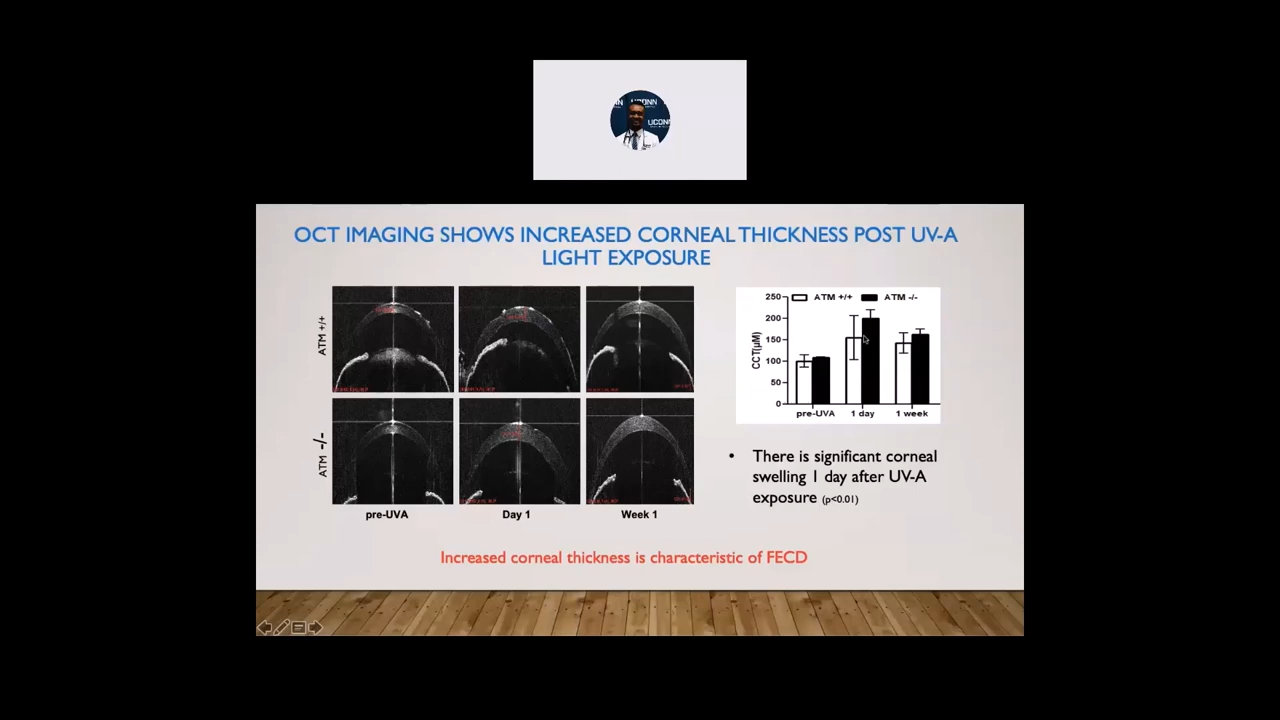 UCONN
UCONN
OCT IMAGING SHOWS INCREASED CORNEAL THICKNESS POST UV-A
LIGHT EXPOSURE
ATM +/+
ATM -/-
pre-UVA
Day 1
Week 1
250
200
150
100
50
0
CCT(µM)
ATM +/+
ATM -/-
pre-UVA
1 day
1 week
• There is significant corneal
swelling 1 day after UV-A
exposure (p<0.01)
Increased corneal thickness is characteristic of FECD